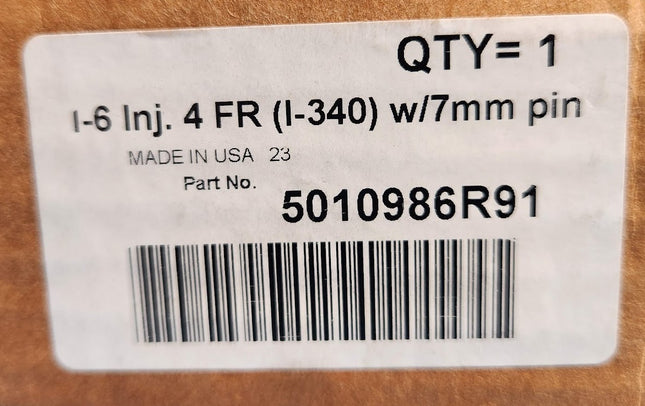 QTY= 1
I-6 Inj. 4 FR (I-340) w/7mm pin
MADE IN USA 23
Part No.
5010986R91